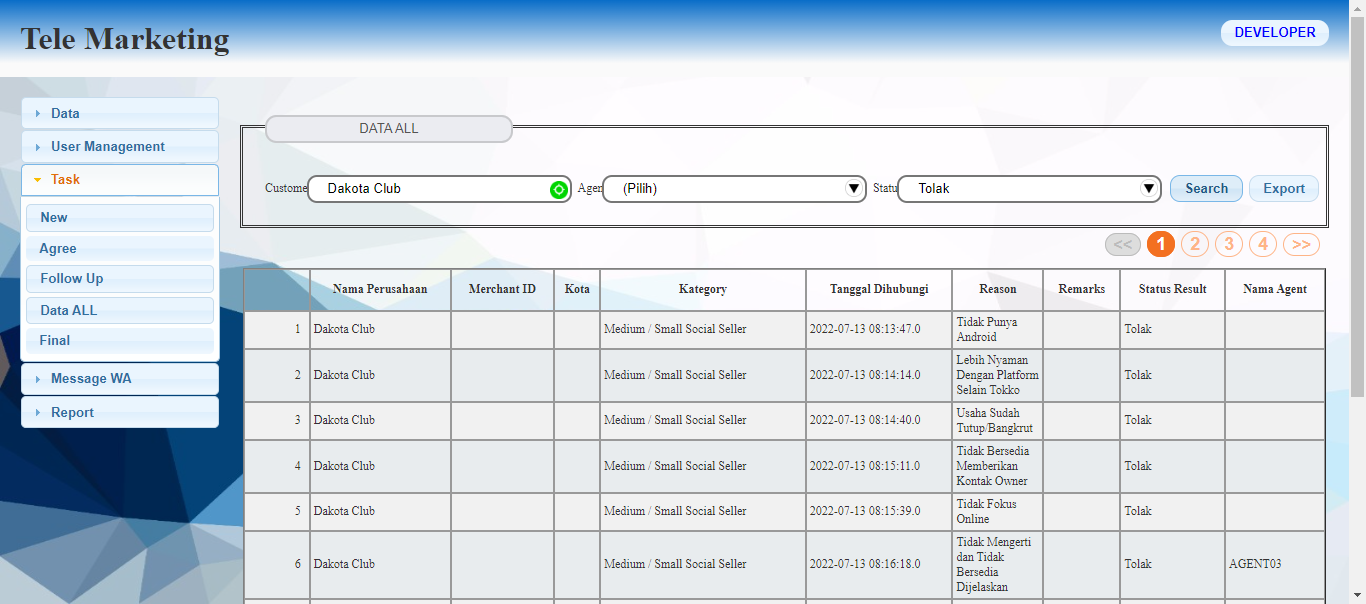 Tele Marketing
DEVELOPER
Data
User Management
Task
New
Agree
Follow Up
Data ALL
Final
Message WA
Report
DATA ALL
Custome Dakota Club Agen (Pilih) Statu Tolak Search Export
<< 1 2 3 4 >>
Nama Perusahaan Merchant ID Kota Kategory Tanggal Dihubungi Reason Remarks Status Result Nama Agent
1 Dakota Club Medium / Small Social Seller 2022-07-13 08:13:47.0 Tidak Punya
Android Tolak
2 Dakota Club Medium / Small Social Seller 2022-07-13 08:14:14.0 Lebih Nyaman
Dengan Platform
Selain Tokko Tolak
3 Dakota Club Medium / Small Social Seller 2022-07-13 08:14:40.0 Usaha Sudah
Tutup/Bangkrut Tolak
4 Dakota Club Medium / Small Social Seller 2022-07-13 08:15:11.0 Tidak Bersedia
Memberikan
Kontak Owner Tolak
5 Dakota Club Medium / Small Social Seller 2022-07-13 08:15:39.0 Tidak Fokus
Online Tolak
6 Dakota Club Medium / Small Social Seller 2022-07-13 08:16:18.0 Tidak Mengerti
dan Tidak
Bersedia
Dijelaskan Tolak AGENT03